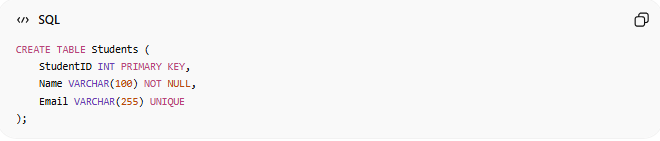 SQL
CREATE TABLE Students (
    StudentID INT PRIMARY KEY,
    Name VARCHAR(100) NOT NULL,
    Email VARCHAR(255) UNIQUE
);